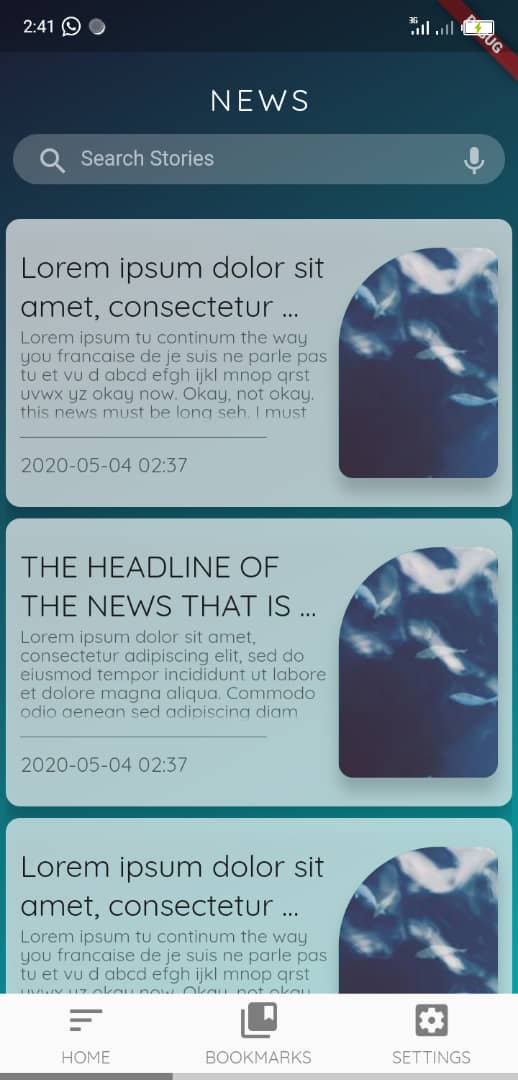 2:41
3G
DEBUG
NEWS
Search Stories
Lorem ipsum dolor sit
amet, consectetur ...
Lorem ipsum tu continum the way
you francaise de je suis ne parle pas
tu et vu d abcd efgh ijkl mnop qrst
uvwx yz okay now. Okay, not okay.
this news must be long seh. I must
2020-05-04 02:37
THE HEADLINE OF
THE NEWS THAT IS ...
Lorem ipsum dolor sit amet,
consectetur adipiscing elit, sed do
eiusmod tempor incididunt ut labore
et dolore magna aliqua. Commodo
odio aenean sed adipiscing diam
2020-05-04 02:37
Lorem ipsum dolor sit
amet, consectetur ...
Lorem ipsum tu continum the way
you francaise de je suis ne parle pas
tu et vu d abcd efgh ijkl mnop qrst
uvwx yz okay now. Okay, not okay.
HOME
BOOKMARKS
SETTINGS